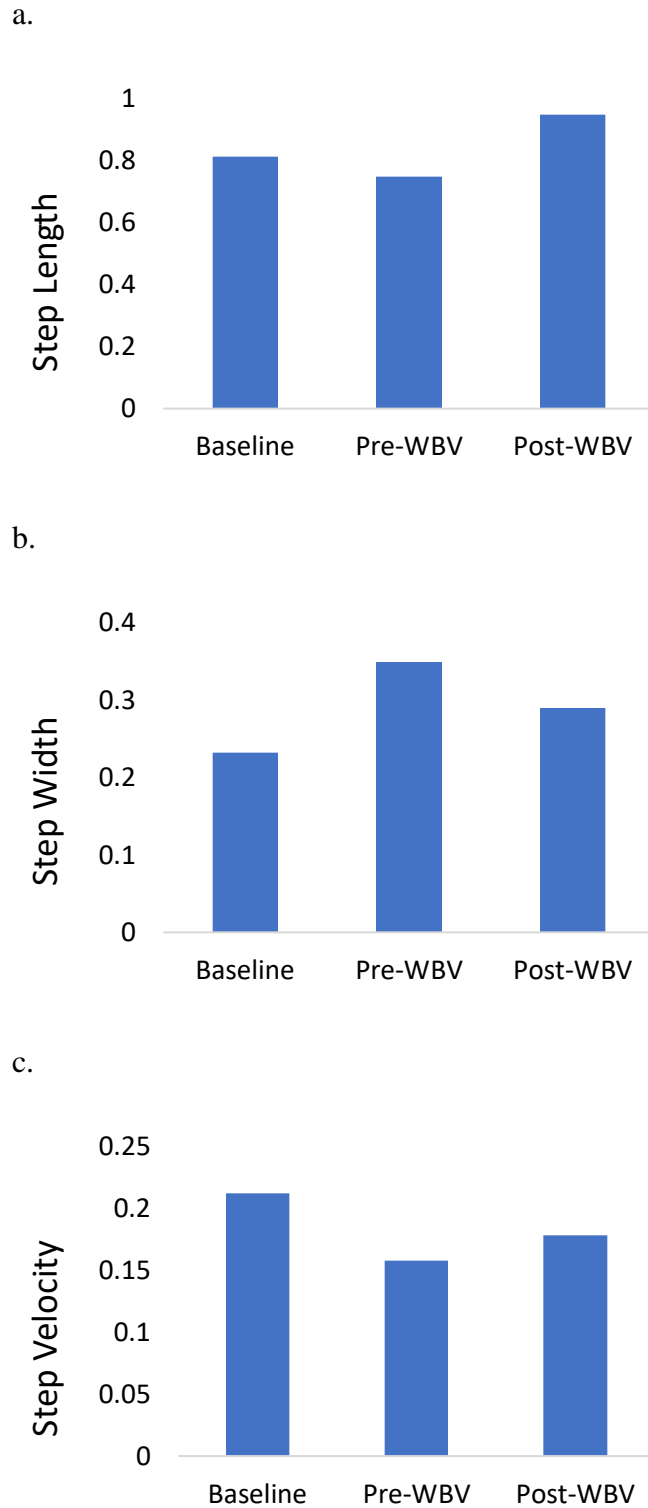 a.
1
0.8
0.6
0.4
0.2
0
Step Length
Baseline Pre-WBV Post-WBV
b.
0.4
0.3
0.2
0.1
0
Step Width
Baseline Pre-WBV Post-WBV
c.
0.25
0.2
0.15
0.1
0.05
0
Step Velocity
Baseline Pre-WBV Post-WBV